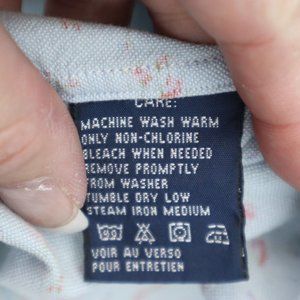 CARE:
MACHINE WASH WARM
ONLY NON-CHLORINE
BLEACH WHEN NEEDED
REMOVE PROMPTLY
FROM WASHER
TUMBLE DRY LOW
STEAM IRON MEDIUM
VOIR AU VERSO
POUR ENTRETIEN